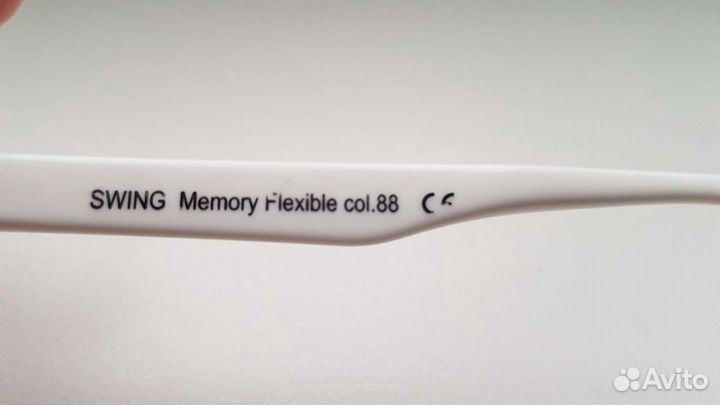 SWING Memory Flexible col.88 CE
Avito